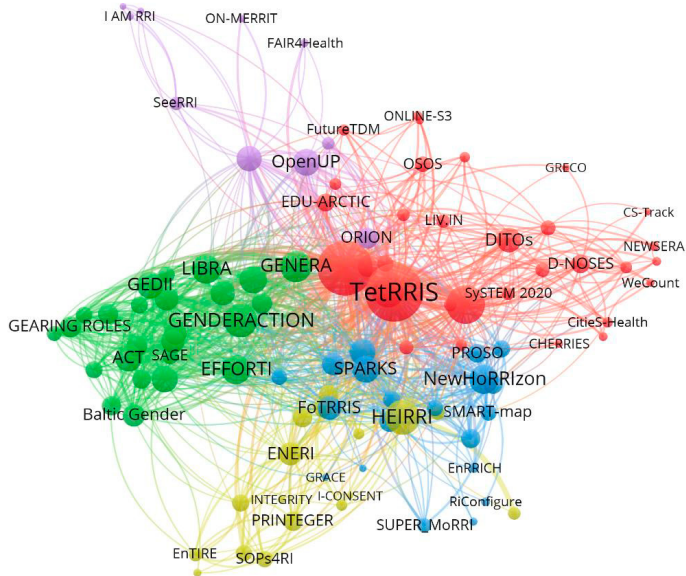 I AM RRI
ON-MERRIT
FAIR4Health
SeeRRI
ONLINE-S3
FutureTDM
OpenUP
OSOS
GRECO
EDU-ARCTIC
LIV.IN
CS-Track
ORION
DITOs
NEWSERA
LIBRA
GENERA
D-NOSES
GEDII
TetRRIS
SySTEM 2020
WeCount
GEARING ROLES
GENDERACTION
CitieS-Health
CHERRIES
ACT
SAGE
PROSO
EFFORTI
SPARKS
NewHoRRIzon
Baltic Gender
FoTRRIS
HEIRRI
SMART-map
ENERI
EnRRICH
GRACE
INTEGRITY
I-CONSENT
RiConfigure
PRINTEGER
SUPER_MoRRI
EnTIRE
SOPs4RI